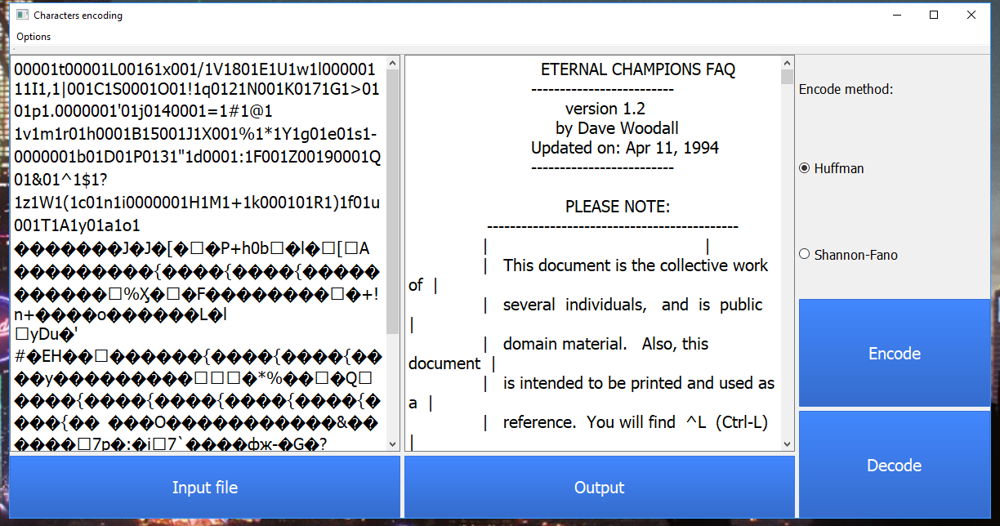 Characters encoding
Options
00001t00001L00161x001/1V1801E1U1w1l000001
11I1,1|001C1S0001O01!1q0121N001K0171G1>01
01p1.0000001'01j0140001=1#1@1
1v1m1r01h0001B15001J1X001%1*1Y1g01e01s1-
0000001b01D01P0131"1d0001:1F001Z00190001Q
01&01^1$1?
1z1W1(1c01n1i0000001H1M1+1k000101R1)1f01u
001T1A1y01a1o1
�������J�J�[�□�P+h0b□�l�□[□A
���������{����{����{�����
������□%Ҳ�□�F��������□�+!
n+����o������L�l
□yDu�'
#�EH��□������{����{����{��
��y���������□□□�*%��□�Q□
����{����{����{����{����{�
���{�� ���O�����������&��
�����□7p�:�i□7`����фж-�G�?
Input file
ETERNAL CHAMPIONS FAQ
-------------------------
version 1.2
by Dave Woodall
Updated on: Apr 11, 1994
-------------------------
PLEASE NOTE:
--------------------------------------------
| |
| This document is the collective work
of |
| several individuals, and is public
|
| domain material. Also, this
document |
| is intended to be printed and used as
a |
| reference. You will find ^L (Ctrl-L)
|
Output
Encode method:
Huffman
Shannon-Fano
Encode
Decode